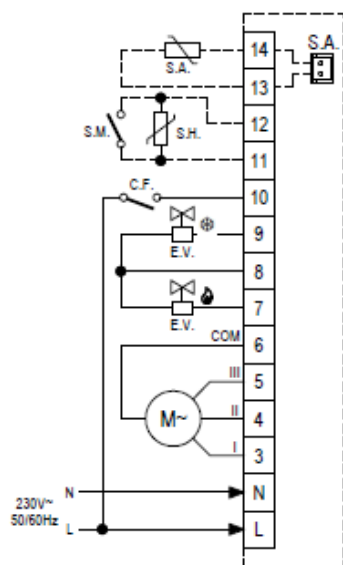 14
S.A.
S.A.
13
12
S.M.
S.H.
11
C.F.
10
9
E.V.
8
7
E.V.
COM
6
III
5
M~
II
4
I
3
N
N
230V~
50/60Hz
L
L